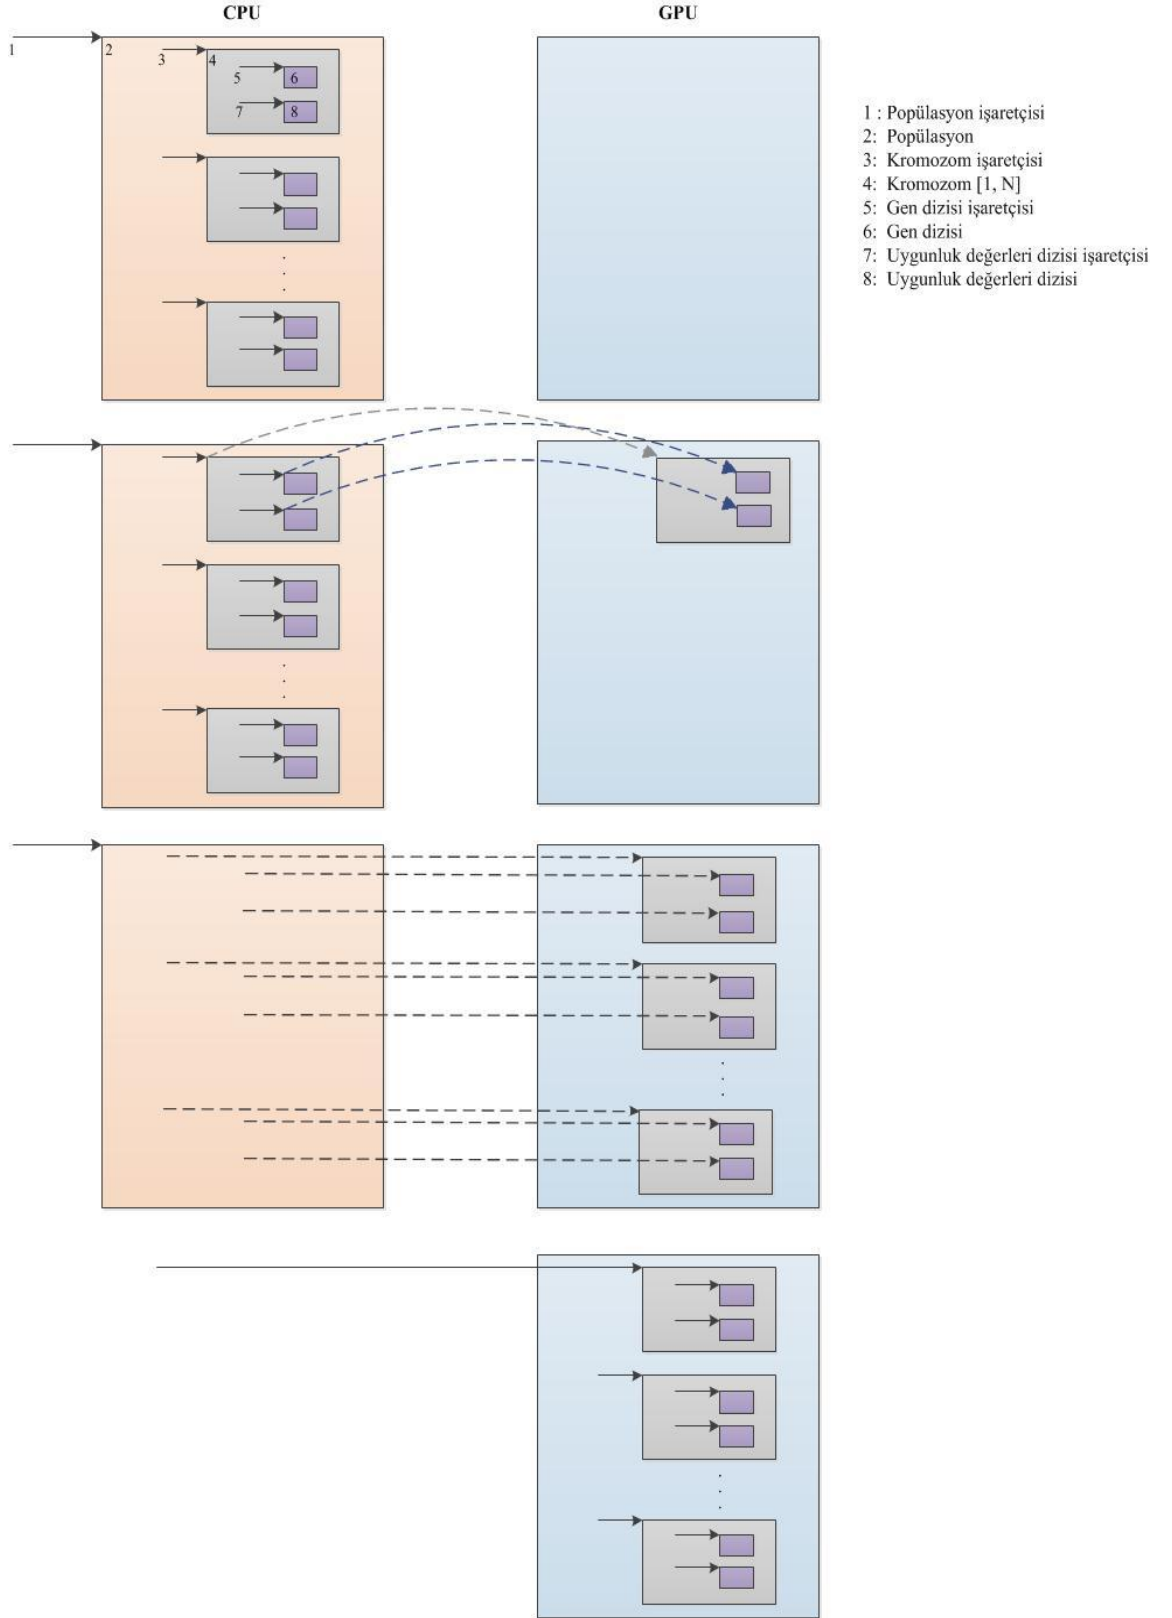 CPU
GPU
1
2
3
4
5
6
7
8
1 : Popülasyon işaretçisi
2: Popülasyon
3: Kromozom işaretçisi
4: Kromozom [1, N]
5: Gen dizisi işaretçisi
6: Gen dizisi
7: Uygunluk değerleri dizisi işaretçisi
8: Uygunluk değerleri dizisi